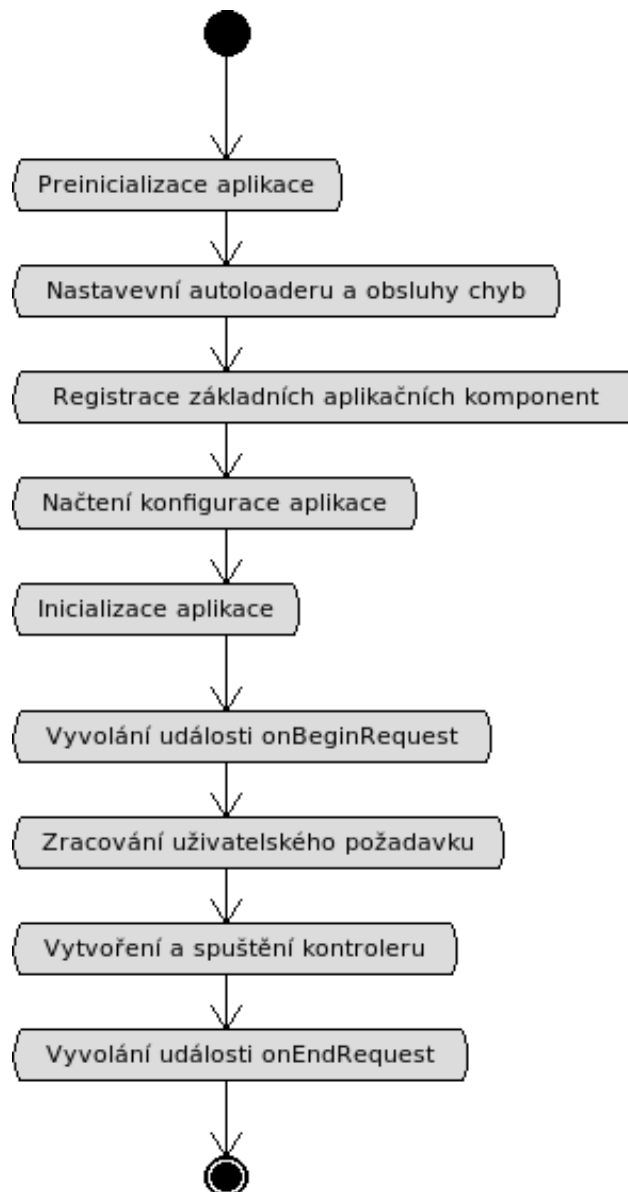 Preinicializace aplikace
Nastavevní autoloaderu a obsluhy chyb
Registrace základních aplikačních komponent
Načtení konfigurace aplikace
Inicializace aplikace
Vyvolání události onBeginRequest
Zracování uživatelského požadavku
Vytvoření a spuštění kontroleru
Vyvolání události onEndRequest